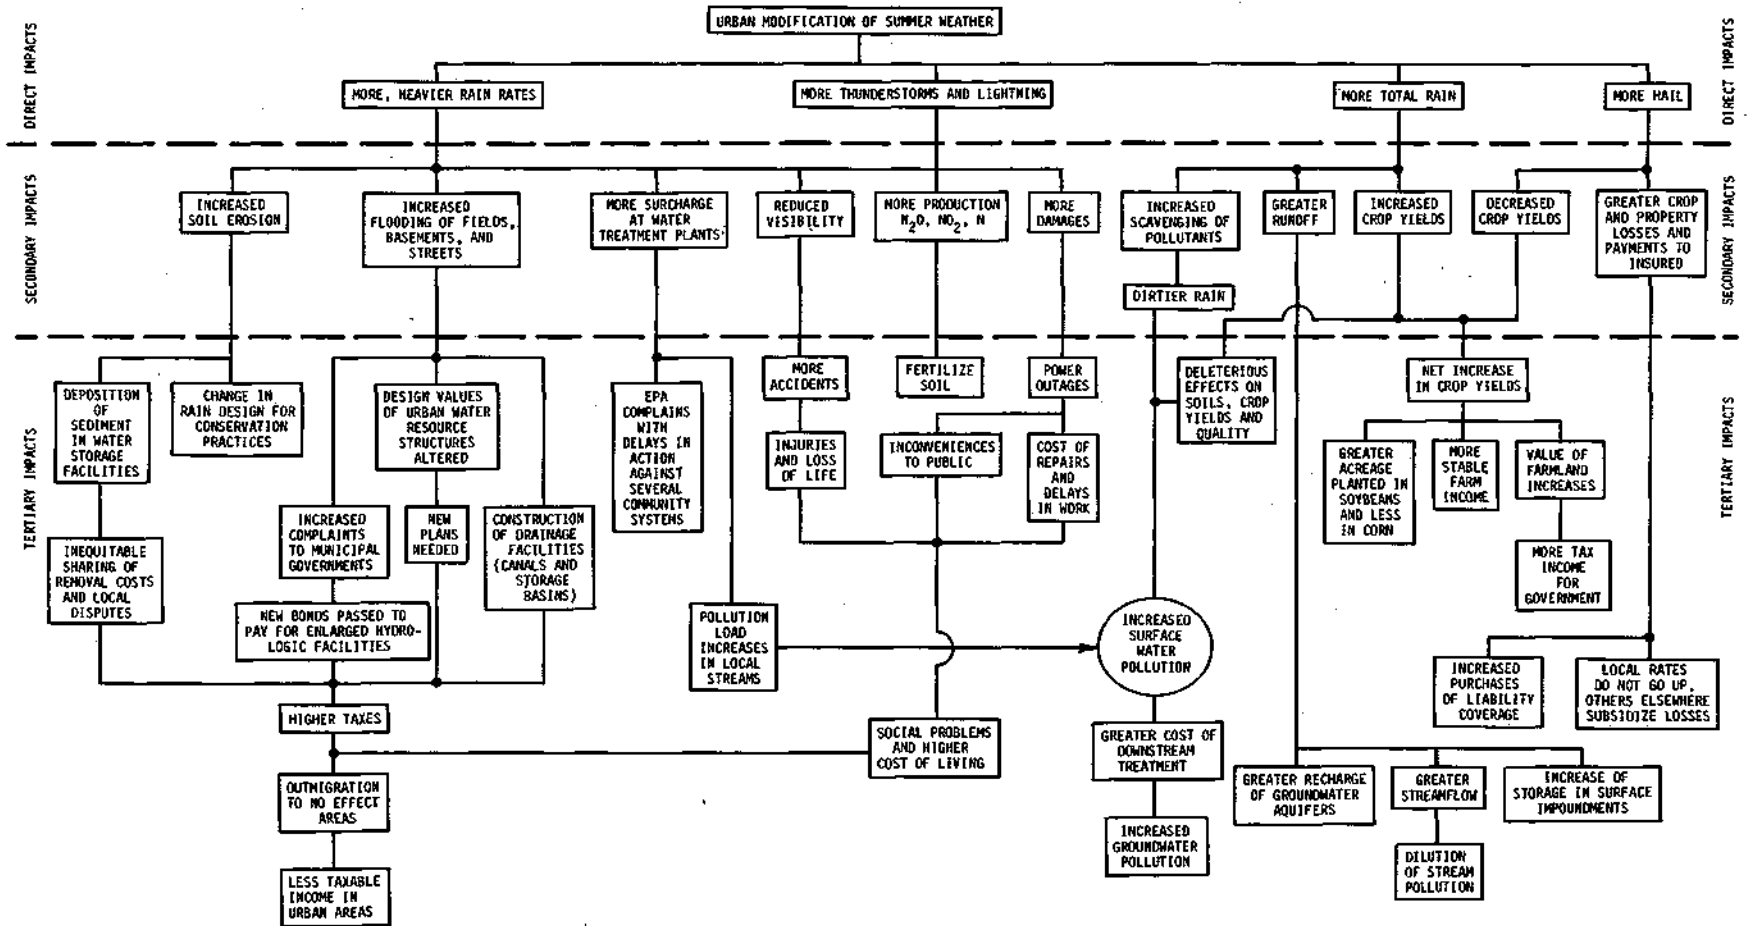 URBAN MODIFICATION OF SUMMER WEATHER
DIRECT IMPACTS
MORE, HEAVIER RAIN RATES
MORE THUNDERSTORMS AND LIGHTNING
MORE TOTAL RAIN
MORE HAIL
DIRECT IMPACTS
SECONDARY IMPACTS
INCREASED
SOIL EROSION
INCREASED
FLOODING OF FIELDS,
BASEMENTS, AND
STREETS
MORE SURCHARGE
AT WATER
TREATMENT PLANTS
REDUCED
VISIBILITY
MORE PRODUCTION
N2O, NO2, N
MORE
DAMAGES
INCREASED
SCAVENGING OF
POLLUTANTS
GREATER
RUNOFF
INCREASED
CROP YIELDS
DECREASED
CROP YIELDS
GREATER CROP
AND PROPERTY
LOSSES AND
PAYMENTS TO
INSURED
DIRTIER RAIN
SECONDARY IMPACTS
TERTIARY IMPACTS
DEPOSITION
OF
SEDIMENT
IN WATER
STORAGE
FACILITIES
CHANGE IN
RAIN DESIGN FOR
CONSERVATION
PRACTICES
DESIGN VALUES
OF URBAN WATER
RESOURCE
STRUCTURES
ALTERED
EPA
COMPLAINS
WITH
DELAYS IN
ACTION
AGAINST
SEVERAL
COMMUNITY
SYSTEMS
MORE
ACCIDENTS
FERTILIZE
SOIL
POWER
OUTAGES
DELETERIOUS
EFFECTS ON
SOILS, CROP
YIELDS AND
QUALITY
NET INCREASE
IN CROP YIELDS
INJURIES
AND LOSS
OF LIFE
INCONVENIENCES
TO PUBLIC
COST OF
REPAIRS
AND
DELAYS
IN WORK
GREATER
ACREAGE
PLANTED IN
SOYBEANS
AND LESS
IN CORN
MORE
STABLE
FARM
INCOME
VALUE OF
FARMLAND
INCREASES
TERTIARY IMPACTS
INEQUITABLE
SHARING OF
REMOVAL COSTS
AND LOCAL
DISPUTES
INCREASED
COMPLAINTS
TO MUNICIPAL
GOVERNMENTS
NEW
PLANS
NEEDED
CONSTRUCTION
OF DRAINAGE
FACILITIES
(CANALS AND
STORAGE
BASINS)
MORE TAX
INCOME
FOR
GOVERNMENT
NEW BONDS PASSED TO
PAY FOR ENLARGED HYDRO-
LOGIC FACILITIES
POLLUTION
LOAD
INCREASES
IN LOCAL
STREAMS
INCREASED
SURFACE
WATER
POLLUTION
INCREASED
PURCHASES
OF LIABILITY
COVERAGE
LOCAL RATES
DO NOT GO UP,
OTHERS ELSEWHERE
SUBSIDIZE LOSSES
HIGHER TAXES
SOCIAL PROBLEMS
AND HIGHER
COST OF LIVING
GREATER COST OF
DOWNSTREAM
TREATMENT
OUTMIGRATION
TO NO EFFECT
AREAS
GREATER RECHARGE
OF GROUNDWATER
AQUIFERS
GREATER
STREAMFLOW
INCREASE OF
STORAGE IN SURFACE
IMPOUNDMENTS
INCREASED
GROUNDWATER
POLLUTION
DILUTION
OF STREAM
POLLUTION
LESS TAXABLE
INCOME IN
URBAN AREAS